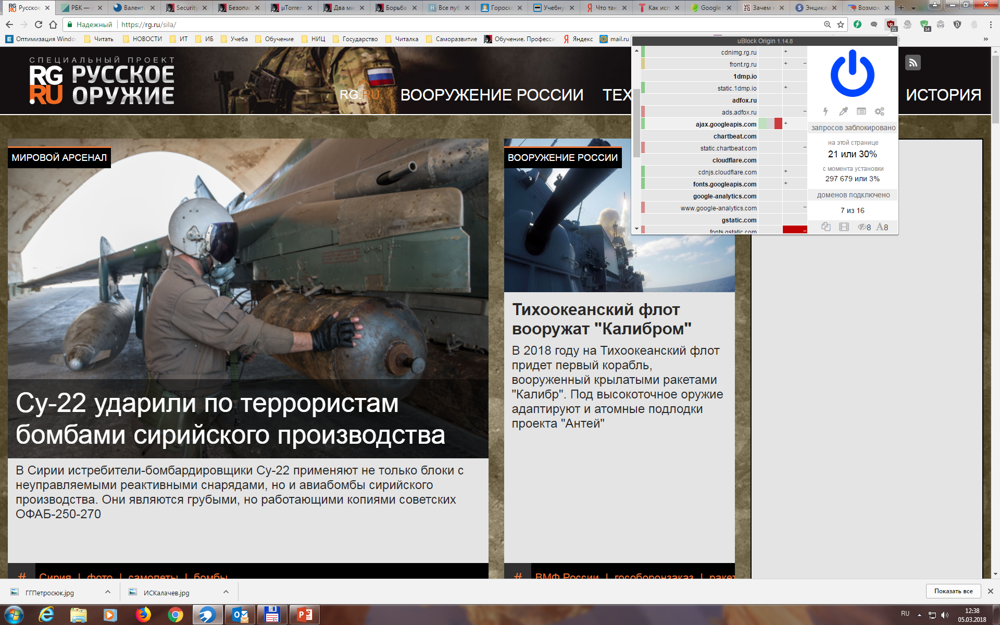 Русское
РБК —
Валенти
Security
Безопас
µTorren
Два ми
Борьба
Все пуб
Гороско
Учебну
Что так
Как исп
Google
Зачем н
Энцикл
Возмож
Надежный
https://rg.ru/sila/
21
14
Оптимизация Windo
Читать
НОВОСТИ
ИТ
ИБ
Учеба
Обучение
НИЦ
Государство
Читалка
Саморазвитие
Обучение. Професси
Яндекс
mail.ru
»
СПЕЦИАЛЬНЫЙ ПРОЕКТ
RG.RU
РУССКОЕ ОРУЖИЕ
RG.RU
ВООРУЖЕНИЕ РОССИИ
ТЕХ
ИСТОРИЯ
uBlock Origin 1.14.8
cdnimg.rg.ru +
front.rg.ru + −
1dmp.io
static.1dmp.io +
adfox.ru
ads.adfox.ru −
ajax.googleapis.com +
chartbeat.com
static.chartbeat.com −
cloudflare.com
cdnjs.cloudflare.com +
fonts.googleapis.com +
google-analytics.com
www.google-analytics.com −
gstatic.com
fonts.gstatic.com −
запросов заблокировано
на этой странице
21 или 30%
с момента установки
297 679 или 3%
доменов подключено
7 из 16
8
8
МИРОВОЙ АРСЕНАЛ
Су-22 ударили по террористам
бомбами сирийского производства
В Сирии истребители-бомбардировщики Су-22 применяют не только блоки с
неуправляемыми реактивными снарядами, но и авиабомбы сирийского
производства. Они являются грубыми, но работающими копиями советских
ОФАБ-250-270
# Сирия | фото | самолеты | бомбы
ВООРУЖЕНИЕ РОССИИ
Тихоокеанский флот
вооружат "Калибром"
В 2018 году на Тихоокеанский флот
придет первый корабль,
вооруженный крылатыми ракетами
"Калибр". Под высокоточное оружие
адаптируют и атомные подлодки
проекта "Антей"
# ВМФ России | гособоронзаказ | ракет
ГГПетросюк.jpg
ИСКалачев.jpg
Показать все
RU
12:38
05.03.2018